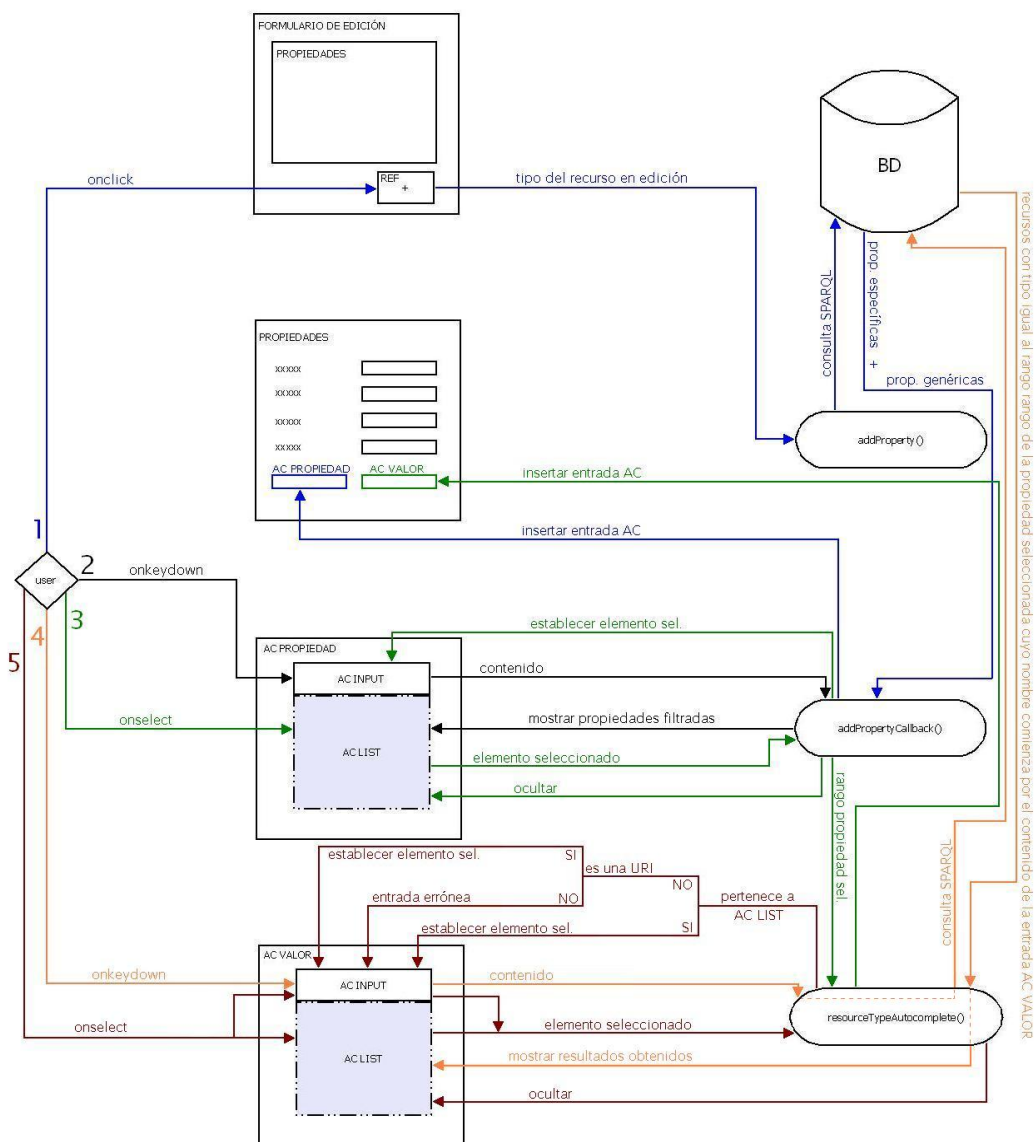 FORMULARIO DE EDICIÓN
PROPIEDADES
REF
+
onclick
tipo del recurso en edición
BD
consulta SPARQL
prop. específicas +
prop. genéricas
recursos con tipo igual al rango rango de la propiedad seleccionada cuyo nombre comienza por el contenido de la entrada AC VALOR
addProperty()
PROPIEDADES
xxxxx
xxxxx
xxxxx
xxxxx
AC PROPIEDAD
AC VALOR
insertar entrada AC
insertar entrada AC
1
user
2
3
4
5
onkeydown
establecer elemento sel.
AC PROPIEDAD
AC INPUT
contenido
onselect
mostrar propiedades filtradas
addPropertyCallback()
AC LIST
elemento seleccionado
ocultar
rango propiedad sel.
consulta SPARQL
establecer elemento sel.
SI
es una URI
NO
entrada errónea
NO
pertenece a
AC LIST
establecer elemento sel.
SI
AC VALOR
onkeydown
AC INPUT
contenido
onselect
elemento seleccionado
resourceTypeAutocomplete()
AC LIST
mostrar resultados obtenidos
ocultar